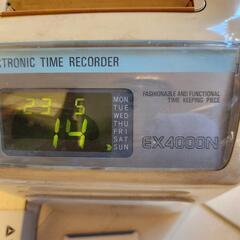 CTRONIC TIME RECORDER
FASHIONABLE AND FUNCTIONAL
TIME KEEPING PIECE
23 5
14
MON
TUE
WED
THU
FRI
SAT
SUN
EX4000N